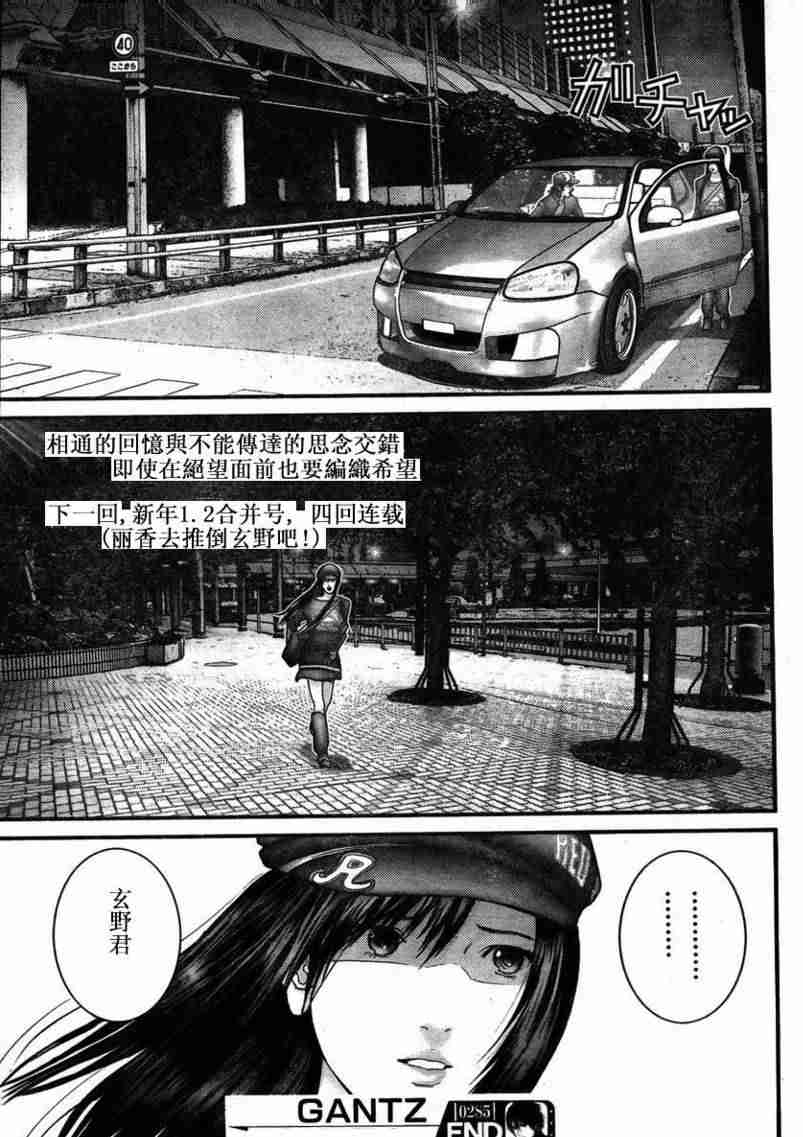 40
ここから
ガチャッ
相通的回憶與不能傳達的思念交錯
即使在絕望面前也要編織希望
下一回,新年1.2合并号, 四回连载
(丽香去推倒玄野吧!)
RED
R
…………
玄野君
GANTZ
0285
END